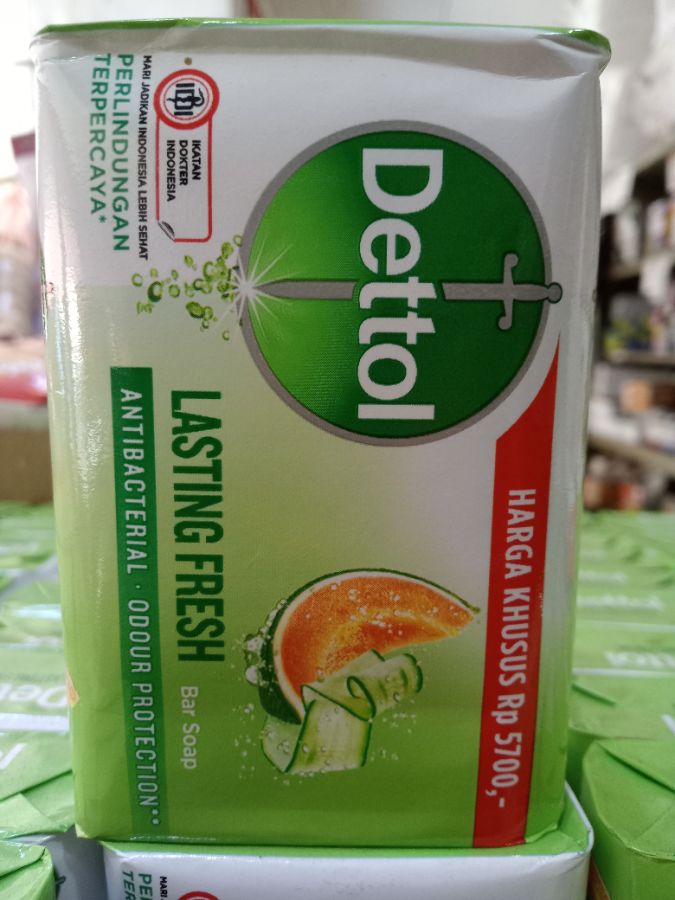 Dettol
HARGA KHUSUS Rp 5700,-
IKATAN
DOKTER
INDONESIA
MARI JADIKAN INDONESIA LEBIH SEHAT
PERLINDUNGAN
TERPERCAYA*
LASTING FRESH
Bar Soap
ANTIBACTERIAL · ODOUR PROTECTION**